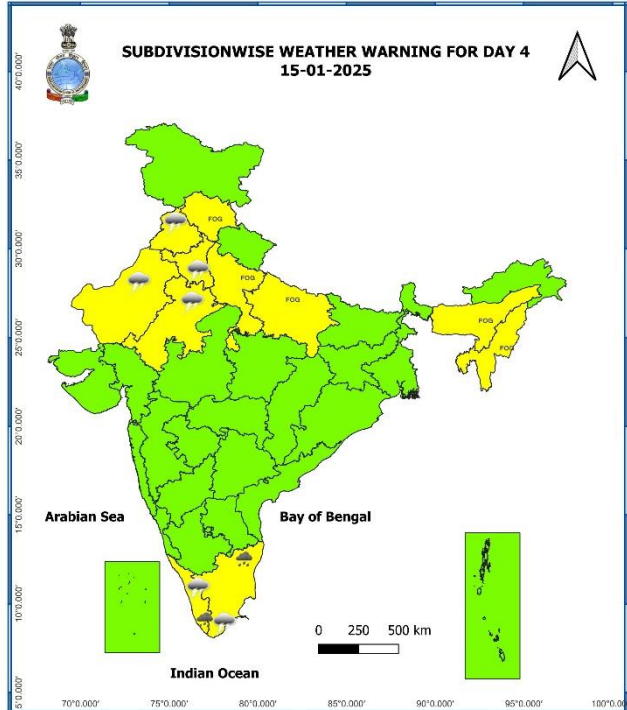 SUBDIVISIONWISE WEATHER WARNING FOR DAY 4
15-01-2025
40°0.000'
35°0.000'
30°0.000'
25°0.000'
20°0.000'
15°0.000'
10°0.000'
5°0.000'
FOG
FOG
FOG
FOG
FOG
Arabian Sea
Bay of Bengal
0 250 500 km
Indian Ocean
70°0.000' 75°0.000' 80°0.000' 85°0.000' 90°0.000' 95°0.000' 100°0.000'